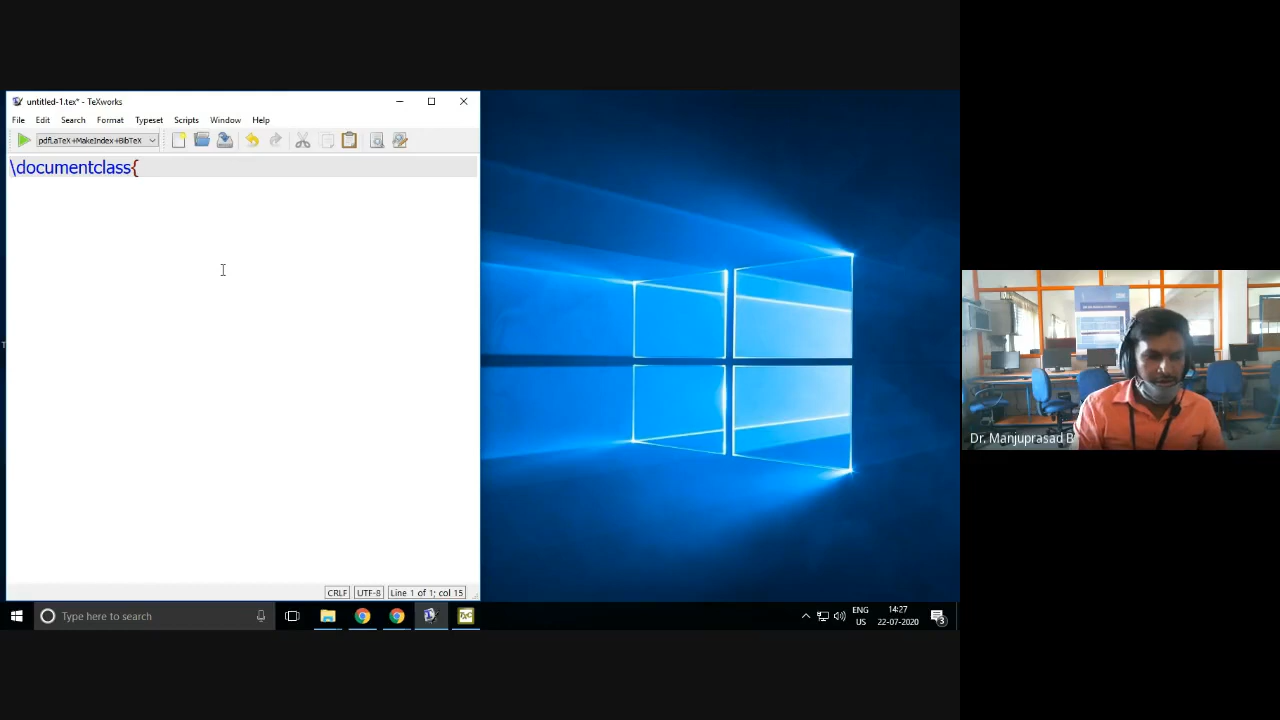 untitled-1.tex* - TeXworks
File Edit Search Format Typeset Scripts Window Help
pdfLaTeX+MakeIndex+BibTeX
\documentclass{
CRLF UTF-8 Line 1 of 1; col 15
Type here to search
ENG
US
14:27
22-07-2020
3
Dr. Manjuprasad B